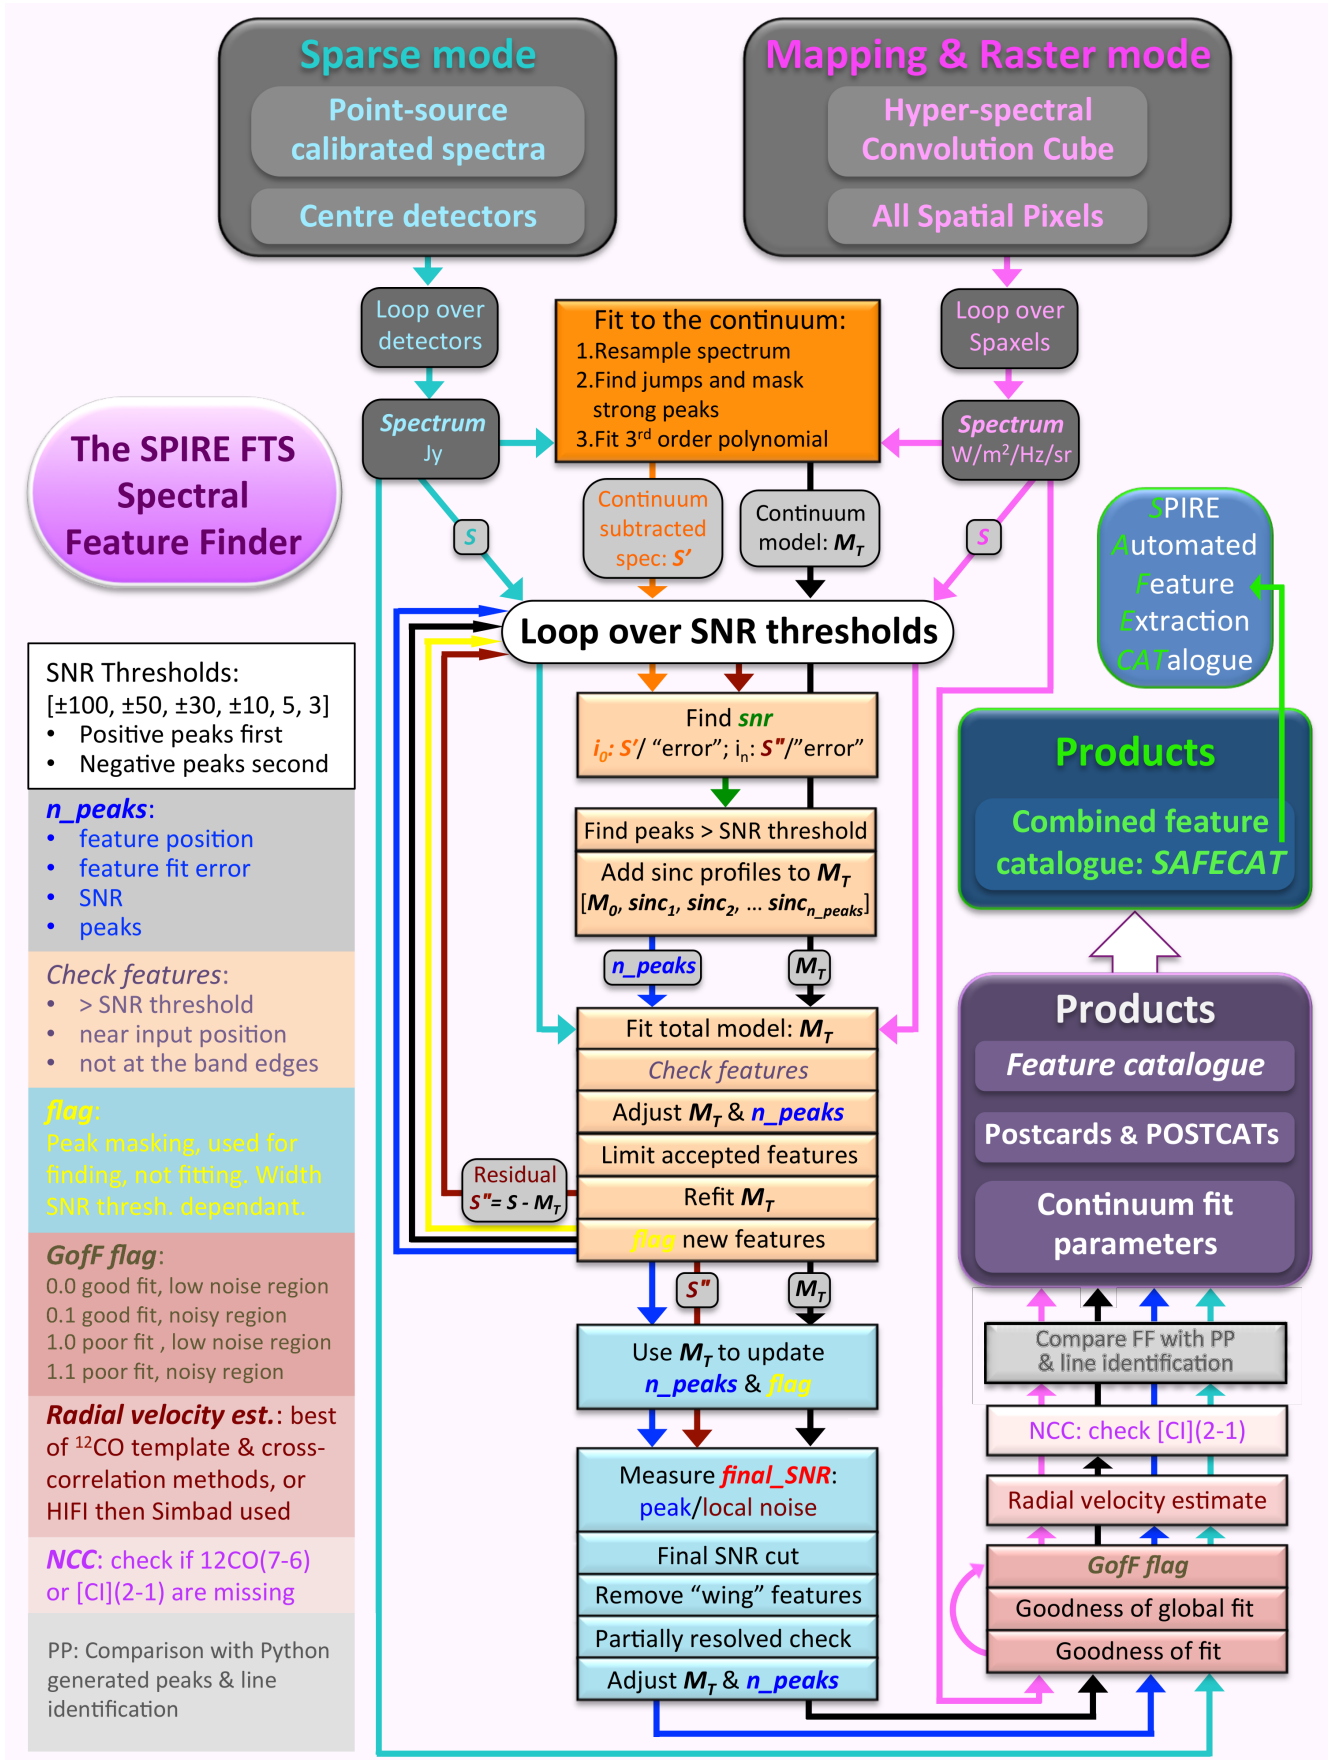 Sparse mode
Point-source
calibrated spectra
Centre detectors
Mapping & Raster mode
Hyper-spectral
Convolution Cube
All Spatial Pixels
Loop over
detectors
Spectrum
Jy
Fit to the continuum:
1.Resample spectrum
2.Find jumps and mask
strong peaks
3.Fit 3rd order polynomial
Loop over
Spaxels
Spectrum
W/m²/Hz/sr
The SPIRE FTS
Spectral
Feature Finder
S
Continuum
subtracted
spec: S'
Continuum
model: M_T
S
SPIRE
Automated
Feature
Extraction
CATalogue
Loop over SNR thresholds
SNR Thresholds:
[±100, ±50, ±30, ±10, 5, 3]
• Positive peaks first
• Negative peaks second
n_peaks:
• feature position
• feature fit error
• SNR
• peaks
Check features:
• > SNR threshold
• near input position
• not at the band edges
flag:
Peak masking, used for
finding, not fitting. Width
SNR thresh. dependant.
GofF flag:
0.0 good fit, low noise region
0.1 good fit, noisy region
1.0 poor fit , low noise region
1.1 poor fit, noisy region
Radial velocity est.: best
of ¹²CO template & cross-
correlation methods, or
HIFI then Simbad used
NCC: check if 12CO(7-6)
or [CI](2-1) are missing
PP: Comparison with Python
generated peaks & line
identification
Find snr
i₀: S'/ “error”; iₙ: S"/”error”
Find peaks > SNR threshold
Add sinc profiles to M_T
[M₀, sinc₁, sinc₂, ... sinc_n_peaks]
n_peaks
M_T
Fit total model: M_T
Check features
Adjust M_T & n_peaks
Limit accepted features
Refit M_T
flag new features
Residual
S"= S - M_T
S"
M_T
Use M_T to update
n_peaks & flag
Measure final_SNR:
peak/local noise
Final SNR cut
Remove “wing” features
Partially resolved check
Adjust M_T & n_peaks
Products
Combined feature
catalogue: SAFECAT
Products
Feature catalogue
Postcards & POSTCATs
Continuum fit
parameters
Compare FF with PP
& line identification
NCC: check [CI](2-1)
Radial velocity estimate
GofF flag
Goodness of global fit
Goodness of fit